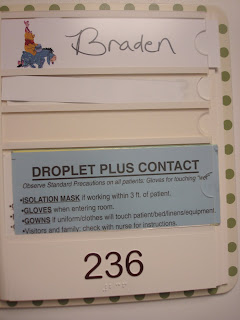 Braden
DROPLET PLUS CONTACT
Observe Standard Precautions on all patients: Gloves for touching "wet"
•ISOLATION MASK if working within 3 ft. of patient.
•GLOVES when entering room.
•GOWNS if uniform/clothes will touch patient/bed/linens/equipment.
•Visitors and family: check with nurse for instructions.
236